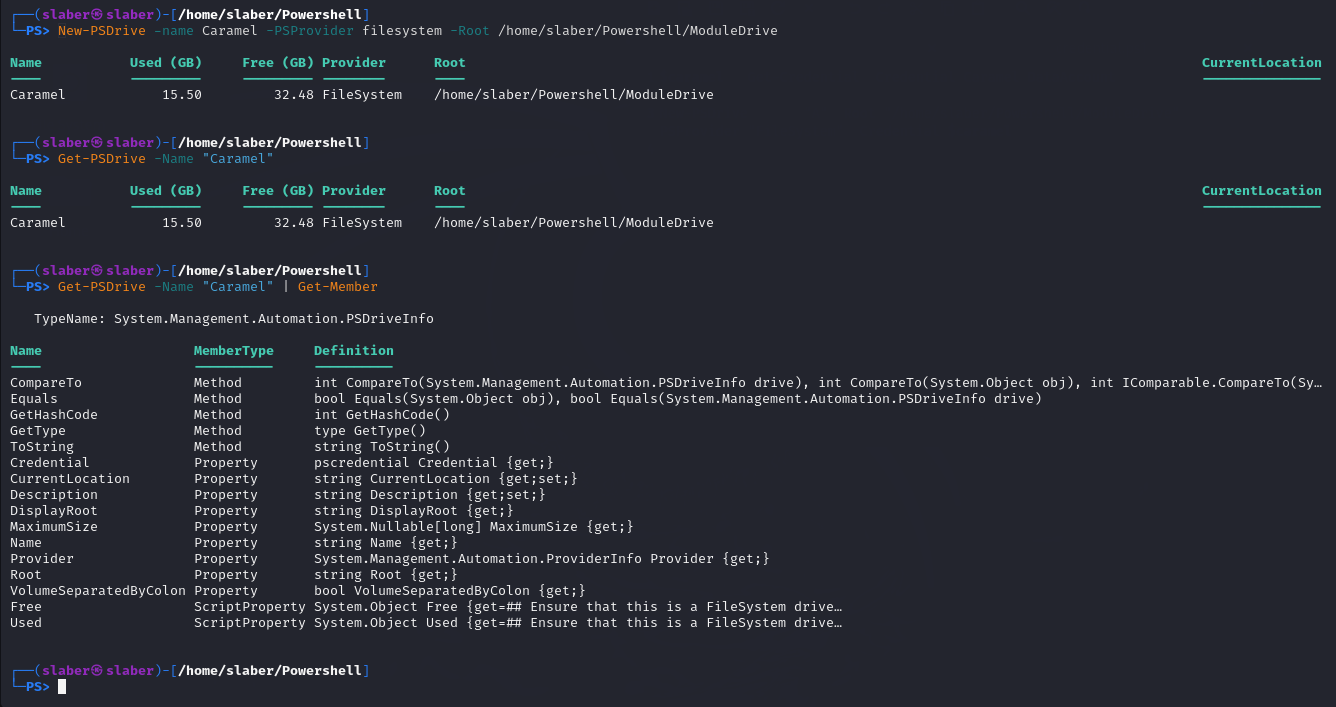 ┌──(slaber㉿slaber)-[/home/slaber/Powershell]
└─PS> New-PSDrive -name Caramel -PSProvider filesystem -Root /home/slaber/Powershell/ModuleDrive
Name Used (GB) Free (GB) Provider Root CurrentLocation
Caramel 15.50 32.48 FileSystem /home/slaber/Powershell/ModuleDrive
┌──(slaber㉿slaber)-[/home/slaber/Powershell]
└─PS> Get-PSDrive -Name "Caramel"
Name Used (GB) Free (GB) Provider Root CurrentLocation
Caramel 15.50 32.48 FileSystem /home/slaber/Powershell/ModuleDrive
┌──(slaber㉿slaber)-[/home/slaber/Powershell]
└─PS> Get-PSDrive -Name "Caramel" | Get-Member
TypeName: System.Management.Automation.PSDriveInfo
Name MemberType Definition
CompareTo Method int CompareTo(System.Management.Automation.PSDriveInfo drive), int CompareTo(System.Object obj), int IComparable.CompareTo(Sy…
Equals Method bool Equals(System.Object obj), bool Equals(System.Management.Automation.PSDriveInfo drive)
GetHashCode Method int GetHashCode()
GetType Method type GetType()
ToString Method string ToString()
Credential Property pscredential Credential {get;}
CurrentLocation Property string CurrentLocation {get;set;}
Description Property string Description {get;set;}
DisplayRoot Property string DisplayRoot {get;}
MaximumSize Property System.Nullable[long] MaximumSize {get;}
Name Property string Name {get;}
Provider Property System.Management.Automation.ProviderInfo Provider {get;}
Root Property string Root {get;}
VolumeSeparatedByColon Property bool VolumeSeparatedByColon {get;}
Free ScriptProperty System.Object Free {get=## Ensure that this is a FileSystem drive…
Used ScriptProperty System.Object Used {get=## Ensure that this is a FileSystem drive…
┌──(slaber㉿slaber)-[/home/slaber/Powershell]
└─PS>